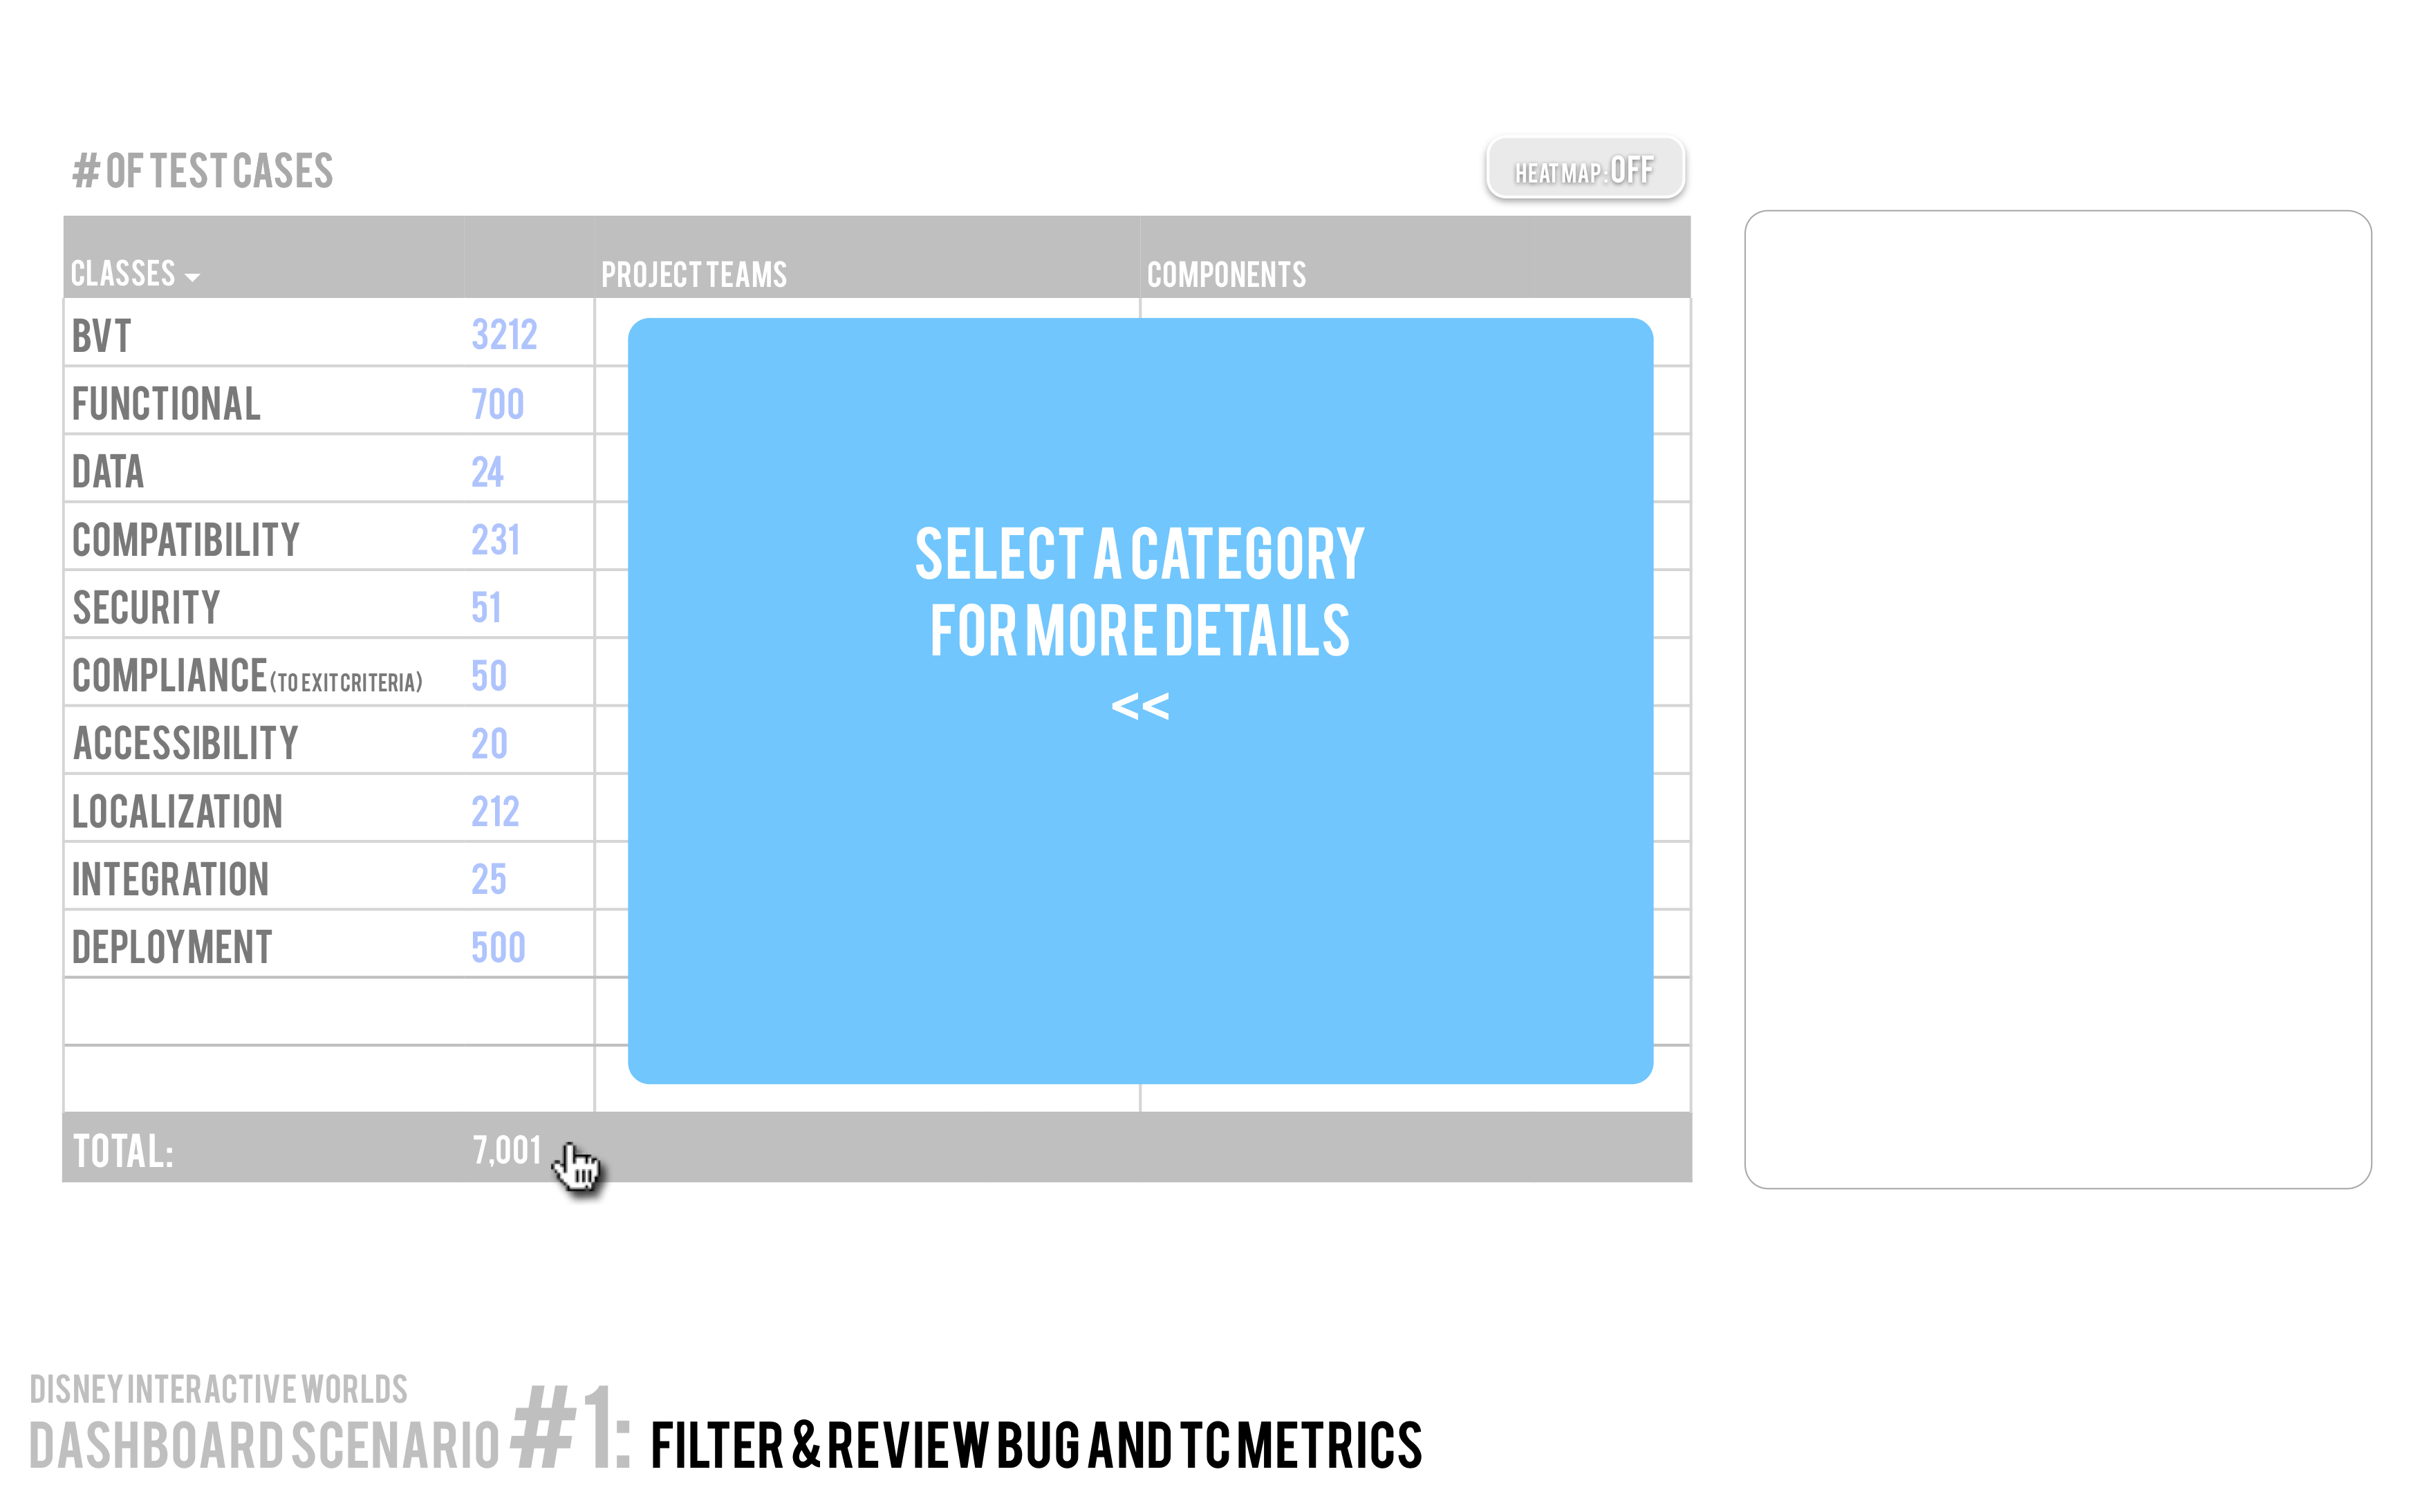 # OF TEST CASES
HEAT MAP: OFF
CLASSES PROJECT TEAMS COMPONENTS
BVT 3212
FUNCTIONAL 700
DATA 24
COMPATIBILITY 231
SECURITY 51
COMPLIANCE (TO EXIT CRITERIA) 50
ACCESSIBILITY 20
LOCALIZATION 212
INTEGRATION 25
DEPLOYMENT 500
SELECT A CATEGORY
FOR MORE DETAILS
<<
TOTAL: 7,001
DISNEY INTERACTIVE WORLDS
DASHBOARD SCENARIO #1: FILTER & REVIEW BUG AND TC METRICS